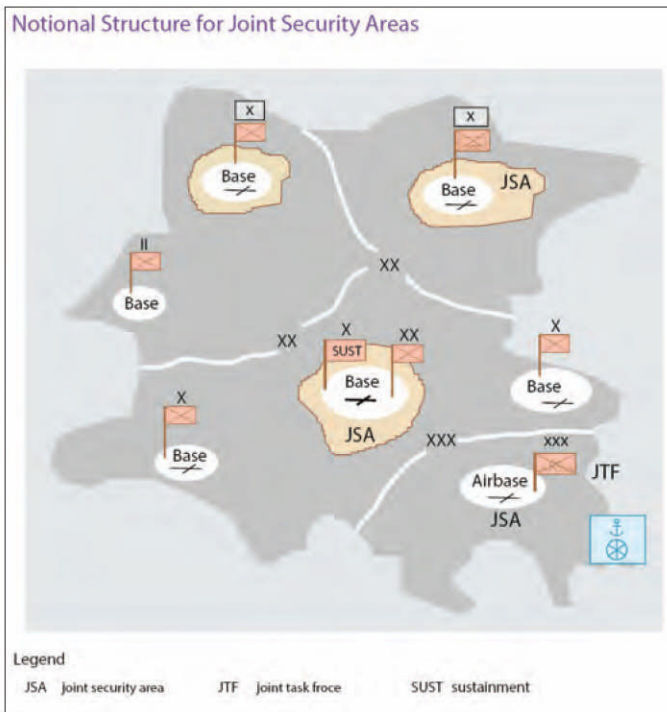 Notional Structure for Joint Security Areas
X
X
Base
Base
JSA
II
Base
XX
XX
X
SUST
XX
Base
JSA
X
Base
X
Base
XXX
XXX
JTF
Airbase
JSA
Legend
JSA Joint security area JTF Joint task froce SUST sustainment